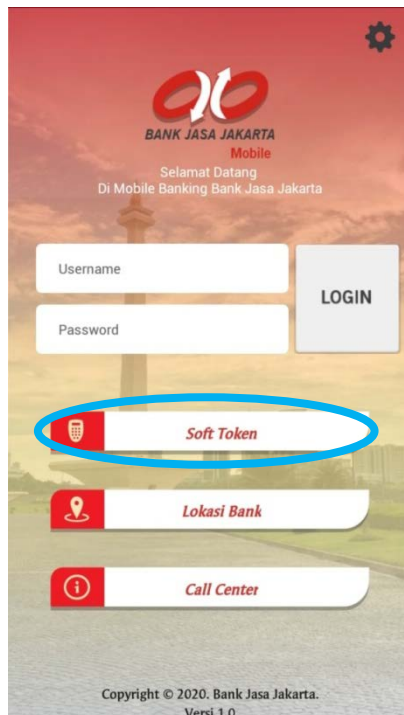 BANK JASA JAKARTA
Mobile
Selamat Datang
Di Mobile Banking Bank Jasa Jakarta
Username
LOGIN
Password
Soft Token
Lokasi Bank
Call Center
Copyright © 2020. Bank Jasa Jakarta.
Versi 1.0